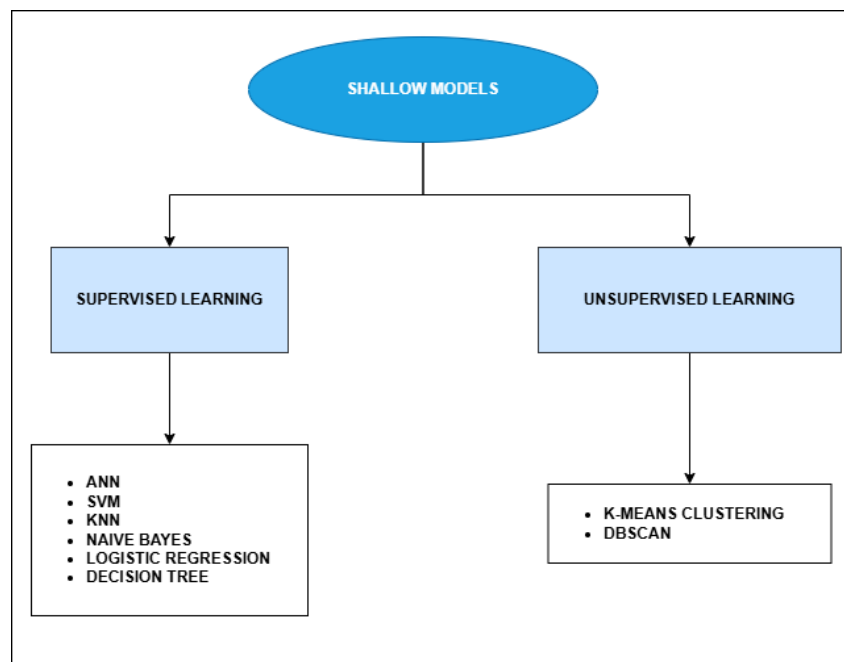 SHALLOW MODELS
SUPERVISED LEARNING
UNSUPERVISED LEARNING
• ANN
• SVM
• KNN
• NAIVE BAYES
• LOGISTIC REGRESSION
• DECISION TREE
• K-MEANS CLUSTERING
• DBSCAN